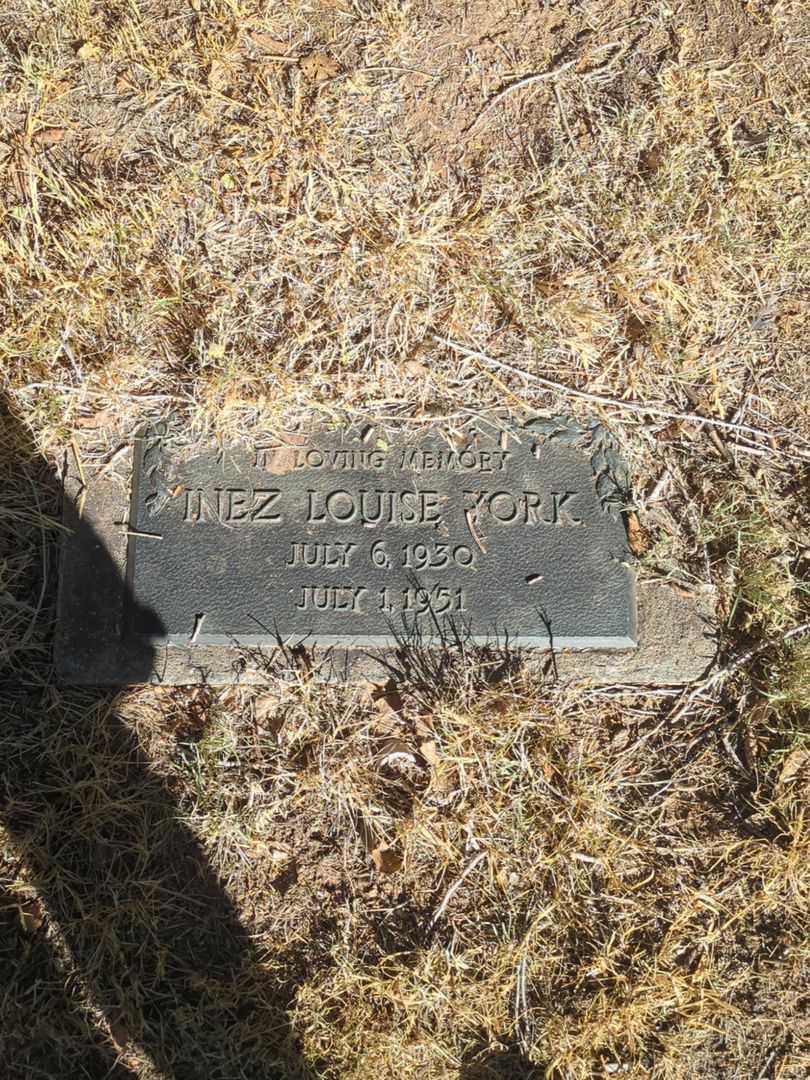 IN LOVING MEMORY
INEZ LOUISE YORK
JULY 6, 1930
JULY 1, 1951